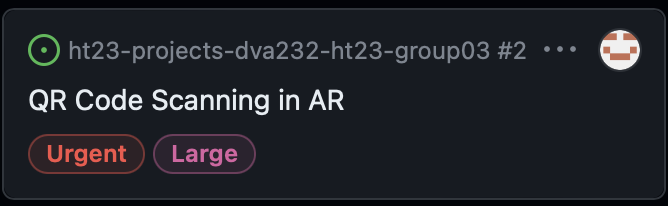 ht23-projects-dva232-ht23-group03 #2
QR Code Scanning in AR
Urgent Large